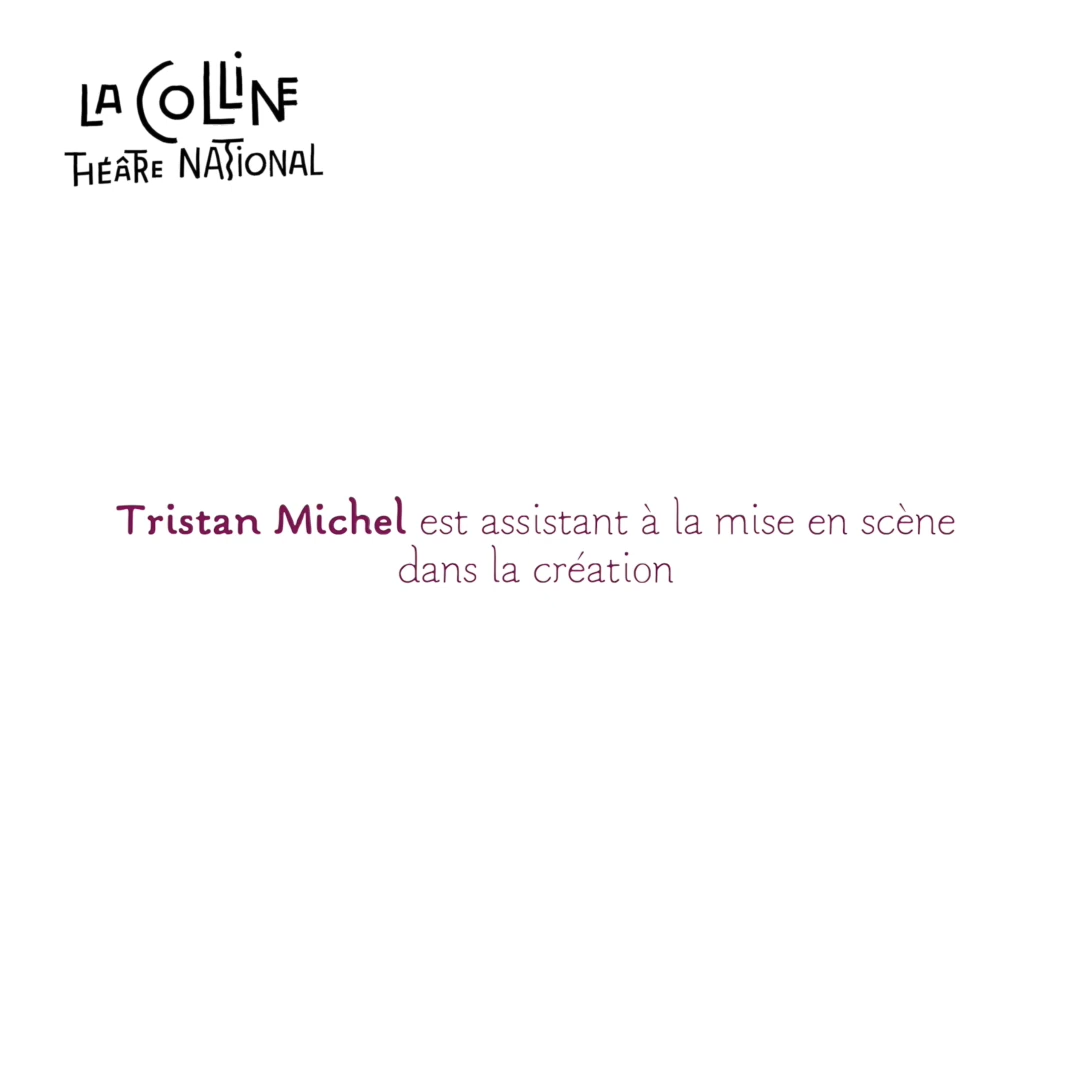 LA COLLINE
THÉÂTRE NATIONAL
Tristan Michel est assistant à la mise en scène
dans la création